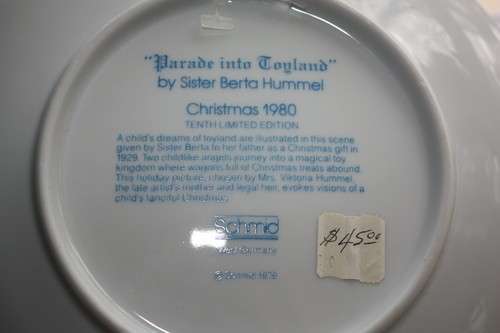 "Parade into Toyland"
by Sister Berta Hummel
Christmas 1980
TENTH LIMITED EDITION
A child's dreams of toyland are illustrated in this scene
given by Sister Berta to her father as a Christmas gift in
1929. Two childlike angels journey into a magical toy
kingdom where wagons full of Christmas treats abound.
This holiday picture, chosen by Mrs. Viktoria Hummel,
the late artist's mother and legal heir, evokes visions of a
child's fanciful Christmas.
Schmid
West Germany
© Schmid 1979
$45.00